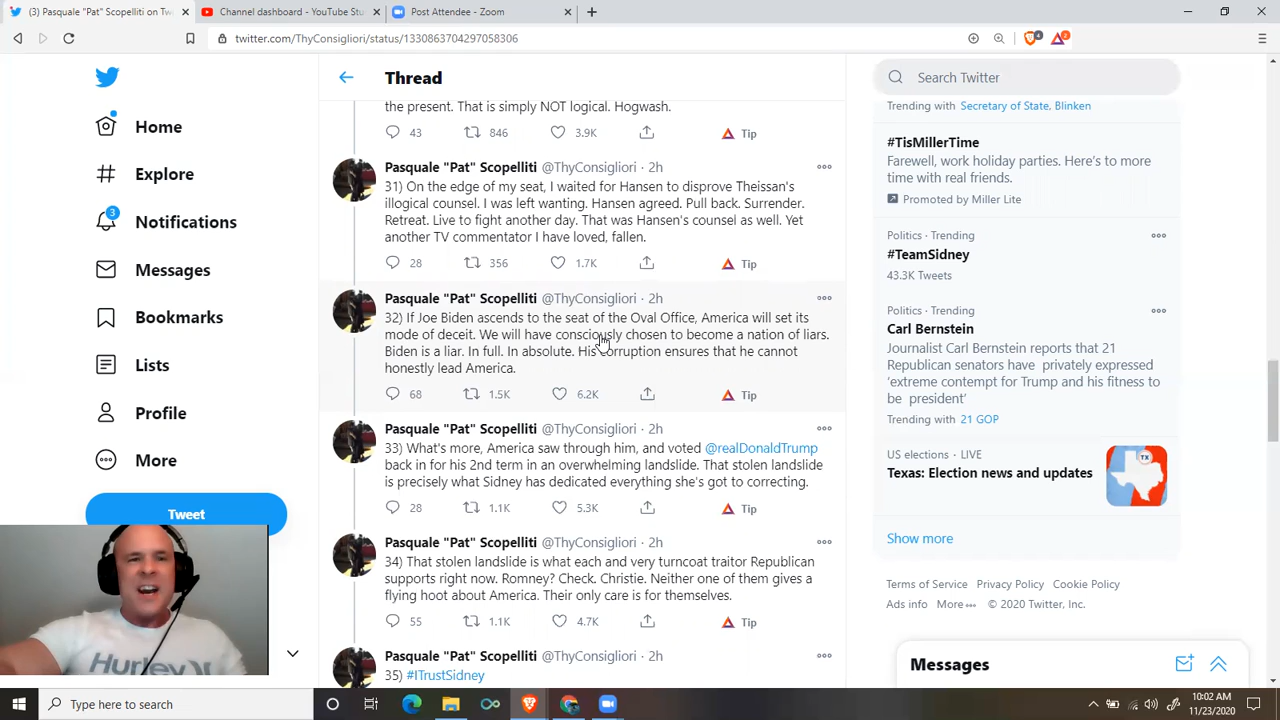 (3) Pasquale "Pat" Scopelliti on Tw
Channel dashboard - YouTube Stu
Post Attendee - Zoom
twitter.com/ThyConsigliori/status/1330863704297058306
4
2
Home
Explore
3
Notifications
Messages
Bookmarks
Lists
Profile
More
Tweet
Thread
the present. That is simply NOT logical. Hogwash.
43 846 3.9K Tip
Pasquale "Pat" Scopelliti @ThyConsigliori · 2h
31) On the edge of my seat, I waited for Hansen to disprove Theissan's
illogical counsel. I was left wanting. Hansen agreed. Pull back. Surrender.
Retreat. Live to fight another day. That was Hansen's counsel as well. Yet
another TV commentator I have loved, fallen.
28 356 1.7K Tip
Pasquale "Pat" Scopelliti @ThyConsigliori · 2h
32) If Joe Biden ascends to the seat of the Oval Office, America will set its
mode of deceit. We will have consciously chosen to become a nation of liars.
Biden is a liar. In full. In absolute. His corruption ensures that he cannot
honestly lead America.
68 1.5K 6.2K Tip
Pasquale "Pat" Scopelliti @ThyConsigliori · 2h
33) What's more, America saw through him, and voted @realDonaldTrump
back in for his 2nd term in an overwhelming landslide. That stolen landslide
is precisely what Sidney has dedicated everything she's got to correcting.
28 1.1K 5.3K Tip
Pasquale "Pat" Scopelliti @ThyConsigliori · 2h
34) That stolen landslide is what each and very turncoat traitor Republican
supports right now. Romney? Check. Christie. Neither one of them gives a
flying hoot about America. Their only care is for themselves.
55 1.1K 4.7K Tip
Pasquale "Pat" Scopelliti @ThyConsigliori · 2h
35) #ITrustSidney
Search Twitter
Trending with Secretary of State, Blinken
#TisMillerTime
Farewell, work holiday parties. Here's to more
time with real friends.
Promoted by Miller Lite
Politics · Trending
#TeamSidney
43.3K Tweets
Politics · Trending
Carl Bernstein
Journalist Carl Bernstein reports that 21
Republican senators have privately expressed
'extreme contempt for Trump and his fitness to
be president'
Trending with 21 GOP
US elections · LIVE
Texas: Election news and updates
TX
Show more
Terms of Service Privacy Policy Cookie Policy
Ads info More © 2020 Twitter, Inc.
Messages
Hurley
Type here to search
10:02 AM
11/23/2020